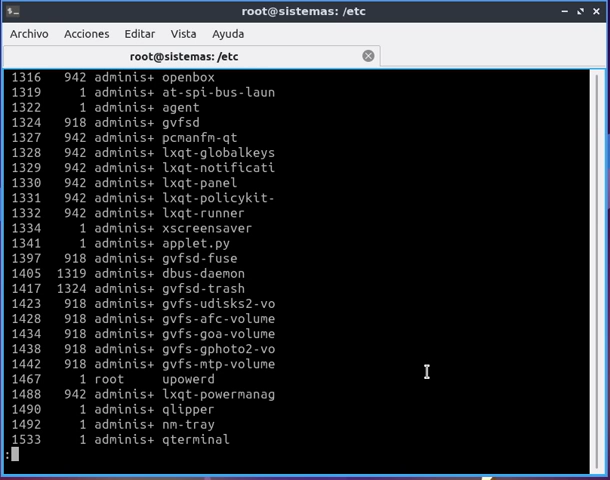 root@sistemas: /etc
Archivo Acciones Editar Vista Ayuda
root@sistemas: /etc
1316 942 adminis+ openbox
1319 1 adminis+ at-spi-bus-laun
1322 1 adminis+ agent
1324 918 adminis+ gvfsd
1327 942 adminis+ pcmanfm-qt
1328 942 adminis+ lxqt-globalkeys
1329 942 adminis+ lxqt-notificati
1330 942 adminis+ lxqt-panel
1331 942 adminis+ lxqt-policykit-
1332 942 adminis+ lxqt-runner
1334 1 adminis+ xscreensaver
1341 1 adminis+ applet.py
1397 918 adminis+ gvfsd-fuse
1405 1319 adminis+ dbus-daemon
1417 1324 adminis+ gvfsd-trash
1423 918 adminis+ gvfs-udisks2-vo
1428 918 adminis+ gvfs-afc-volume
1434 918 adminis+ gvfs-goa-volume
1438 918 adminis+ gvfs-gphoto2-vo
1442 918 adminis+ gvfs-mtp-volume
1467 1 root upowerd
1488 942 adminis+ lxqt-powermanag
1490 1 adminis+ qlipper
1492 1 adminis+ nm-tray
1533 1 adminis+ qterminal
: